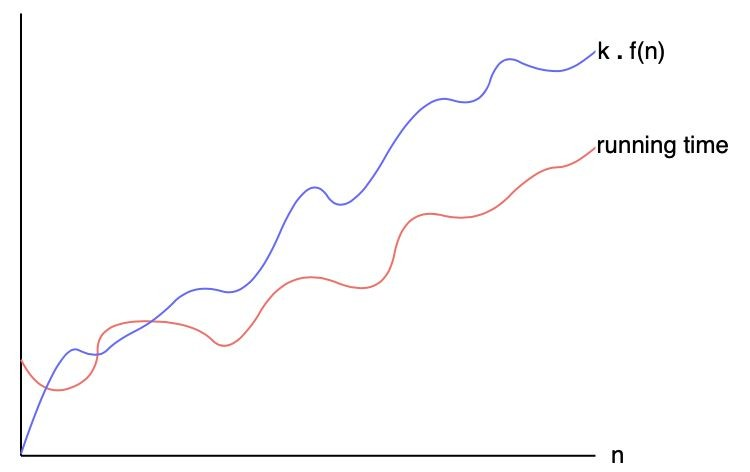 k . f(n)
running time
n